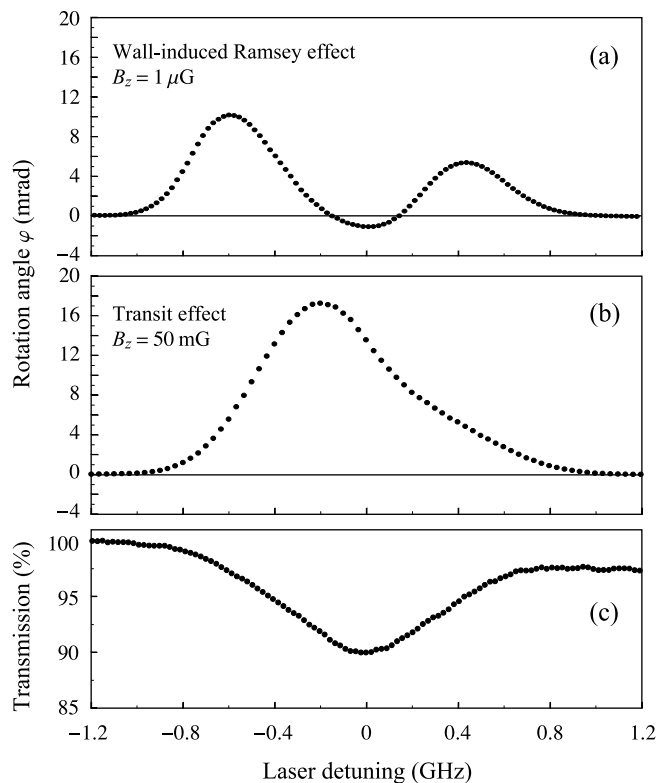 20
16
12
8
4
0
−4
Wall-induced Ramsey effect
B_z = 1 μG
(a)
Rotation angle φ (mrad)
20
16
12
8
4
0
−4
Transit effect
B_z = 50 mG
(b)
100
95
90
85
Transmission (%)
(c)
−1.2 −0.8 −0.4 0 0.4 0.8 1.2
Laser detuning (GHz)